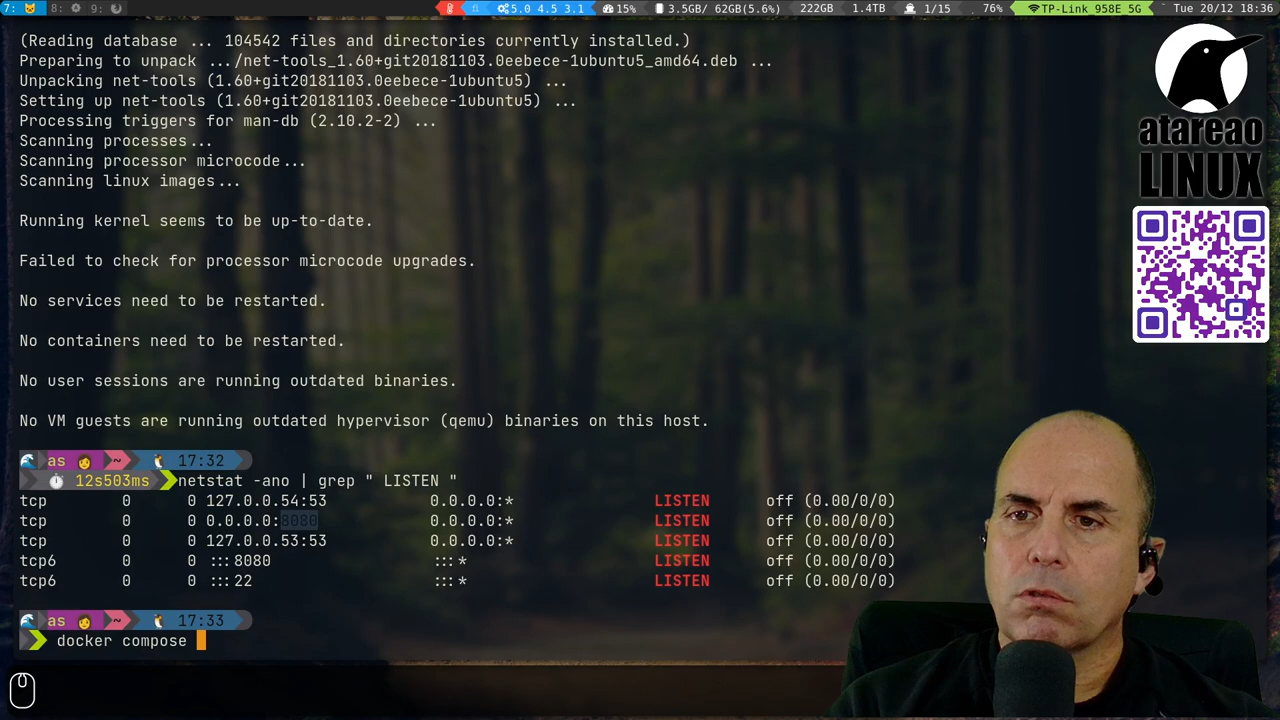 7: 8: 9: 5.0 4.5 3.1 15% 3.5GB/ 62GB(5.6%) 222GB 1.4TB 1/15 76% TP-Link 958E 5G Tue 20/12 18:36
(Reading database ... 104542 files and directories currently installed.)
Preparing to unpack .../net-tools_1.60+git20181103.0eebece-1ubuntu5_amd64.deb ...
Unpacking net-tools (1.60+git20181103.0eebece-1ubuntu5) ...
Setting up net-tools (1.60+git20181103.0eebece-1ubuntu5) ...
Processing triggers for man-db (2.10.2-2) ...
Scanning processes...
Scanning processor microcode...
Scanning linux images...
Running kernel seems to be up-to-date.
Failed to check for processor microcode upgrades.
No services need to be restarted.
No containers need to be restarted.
No user sessions are running outdated binaries.
No VM guests are running outdated hypervisor (qemu) binaries on this host.
as ~ 17:32
12s503ms netstat -ano | grep " LISTEN "
tcp 0 0 127.0.0.54:53 0.0.0.0:* LISTEN off (0.00/0/0)
tcp 0 0 0.0.0.0:8080 0.0.0.0:* LISTEN off (0.00/0/0)
tcp 0 0 127.0.0.53:53 0.0.0.0:* LISTEN off (0.00/0/0)
tcp6 0 0 :::8080 :::* LISTEN off (0.00/0/0)
tcp6 0 0 :::22 :::* LISTEN off (0.00/0/0)
as ~ 17:33
docker compose
atareao
LINUX